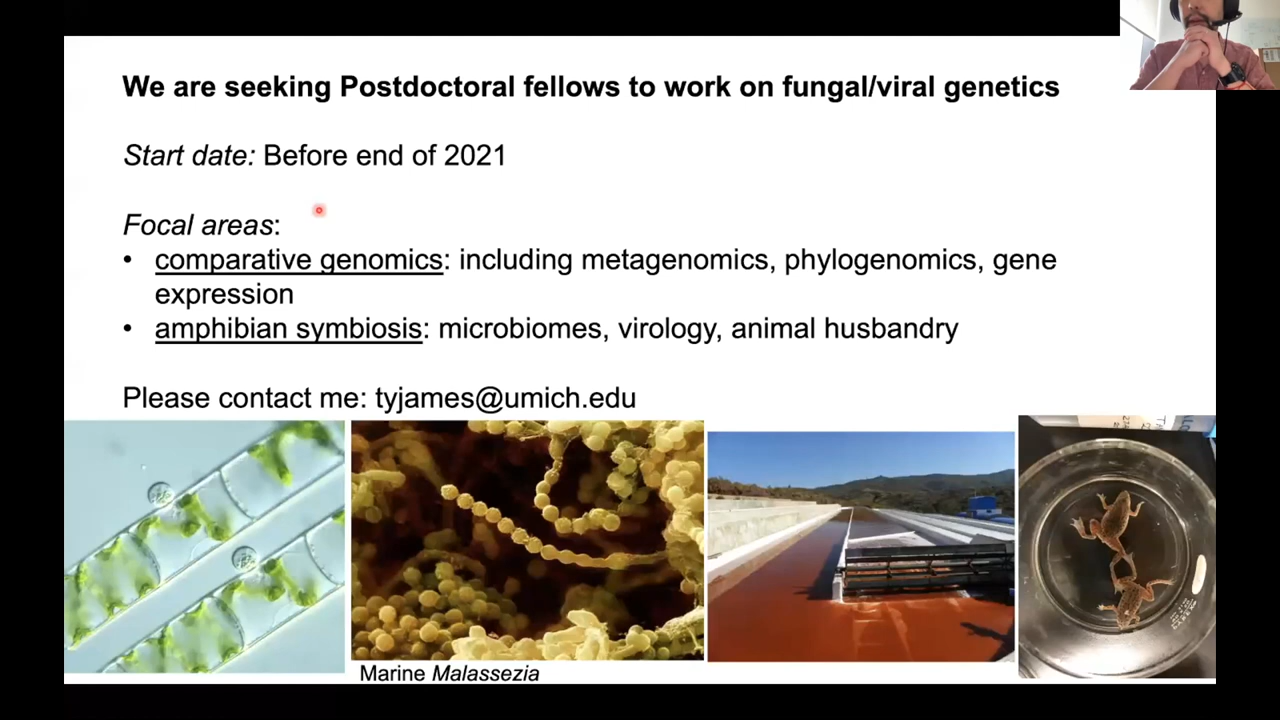 We are seeking Postdoctoral fellows to work on fungal/viral genetics
Start date: Before end of 2021
Focal areas:
• comparative genomics: including metagenomics, phylogenomics, gene
expression
• amphibian symbiosis: microbiomes, virology, animal husbandry
Please contact me: tyjames@umich.edu
Marine Malassezia